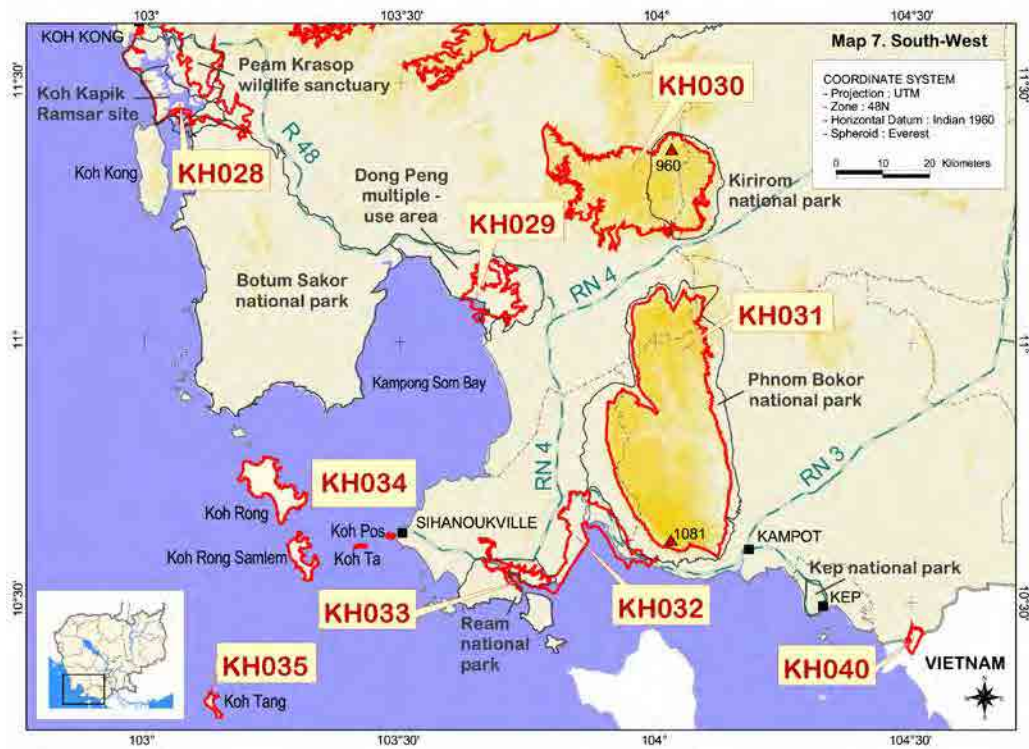 103°
103°30'
104°
104°30'
KOH KONG
Map 7. South-West
11°30'
11°30'
Peam Krasop
wildlife sanctuary
COORDINATE SYSTEM
- Projection : UTM
- Zone : 48N
- Horizontal Datum : Indian 1960
- Spheroid : Everest
0 10 20 Kilometers
Koh Kapik
Ramsar site
KH030
R 48
960
KH028
Koh Kong
Kirirom
national park
Dong Peng
multiple -
use area
KH029
Botum Sakor
national park
RN 4
KH031
11°
11°
Kampong Som Bay
Phnom Bokor
national park
RN 4
RN 3
KH034
Koh Rong
Koh Pos
SIHANOUKVILLE
1081
KAMPOT
Koh Rong Samlem
Koh Ta
Kep national park
10°30'
10°30'
KEP
KH033
KH032
Ream
national
park
KH035
KH040
VIETNAM
Koh Tang
103°
103°30'
104°
104°30'